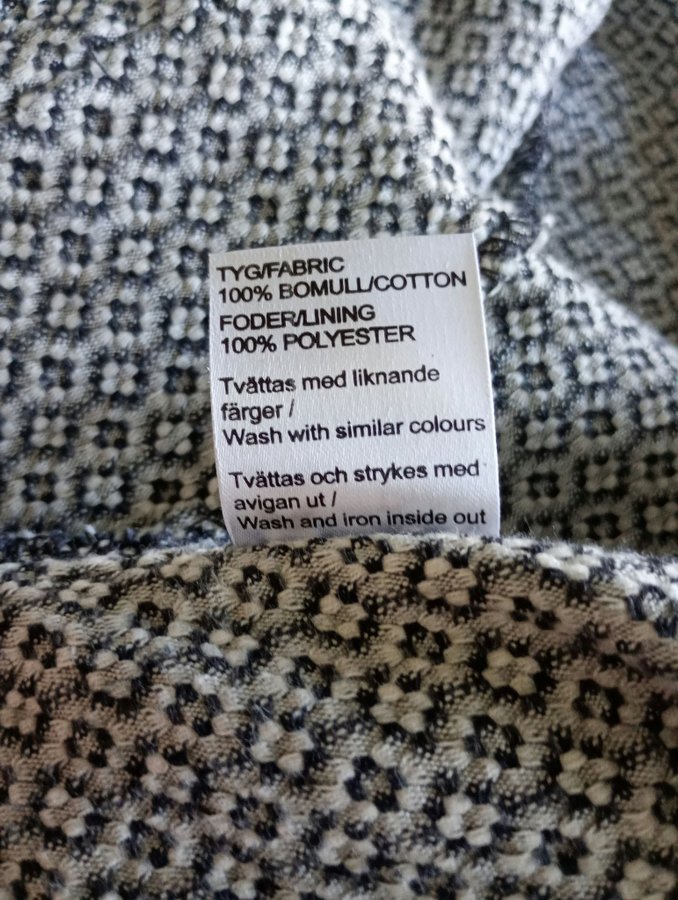 TYG/FABRIC
100% BOMULL/COTTON
FODER/LINING
100% POLYESTER
Tvättas med liknande
färger /
Wash with similar colours
Tvättas och strykes med
avigan ut /
Wash and iron inside out